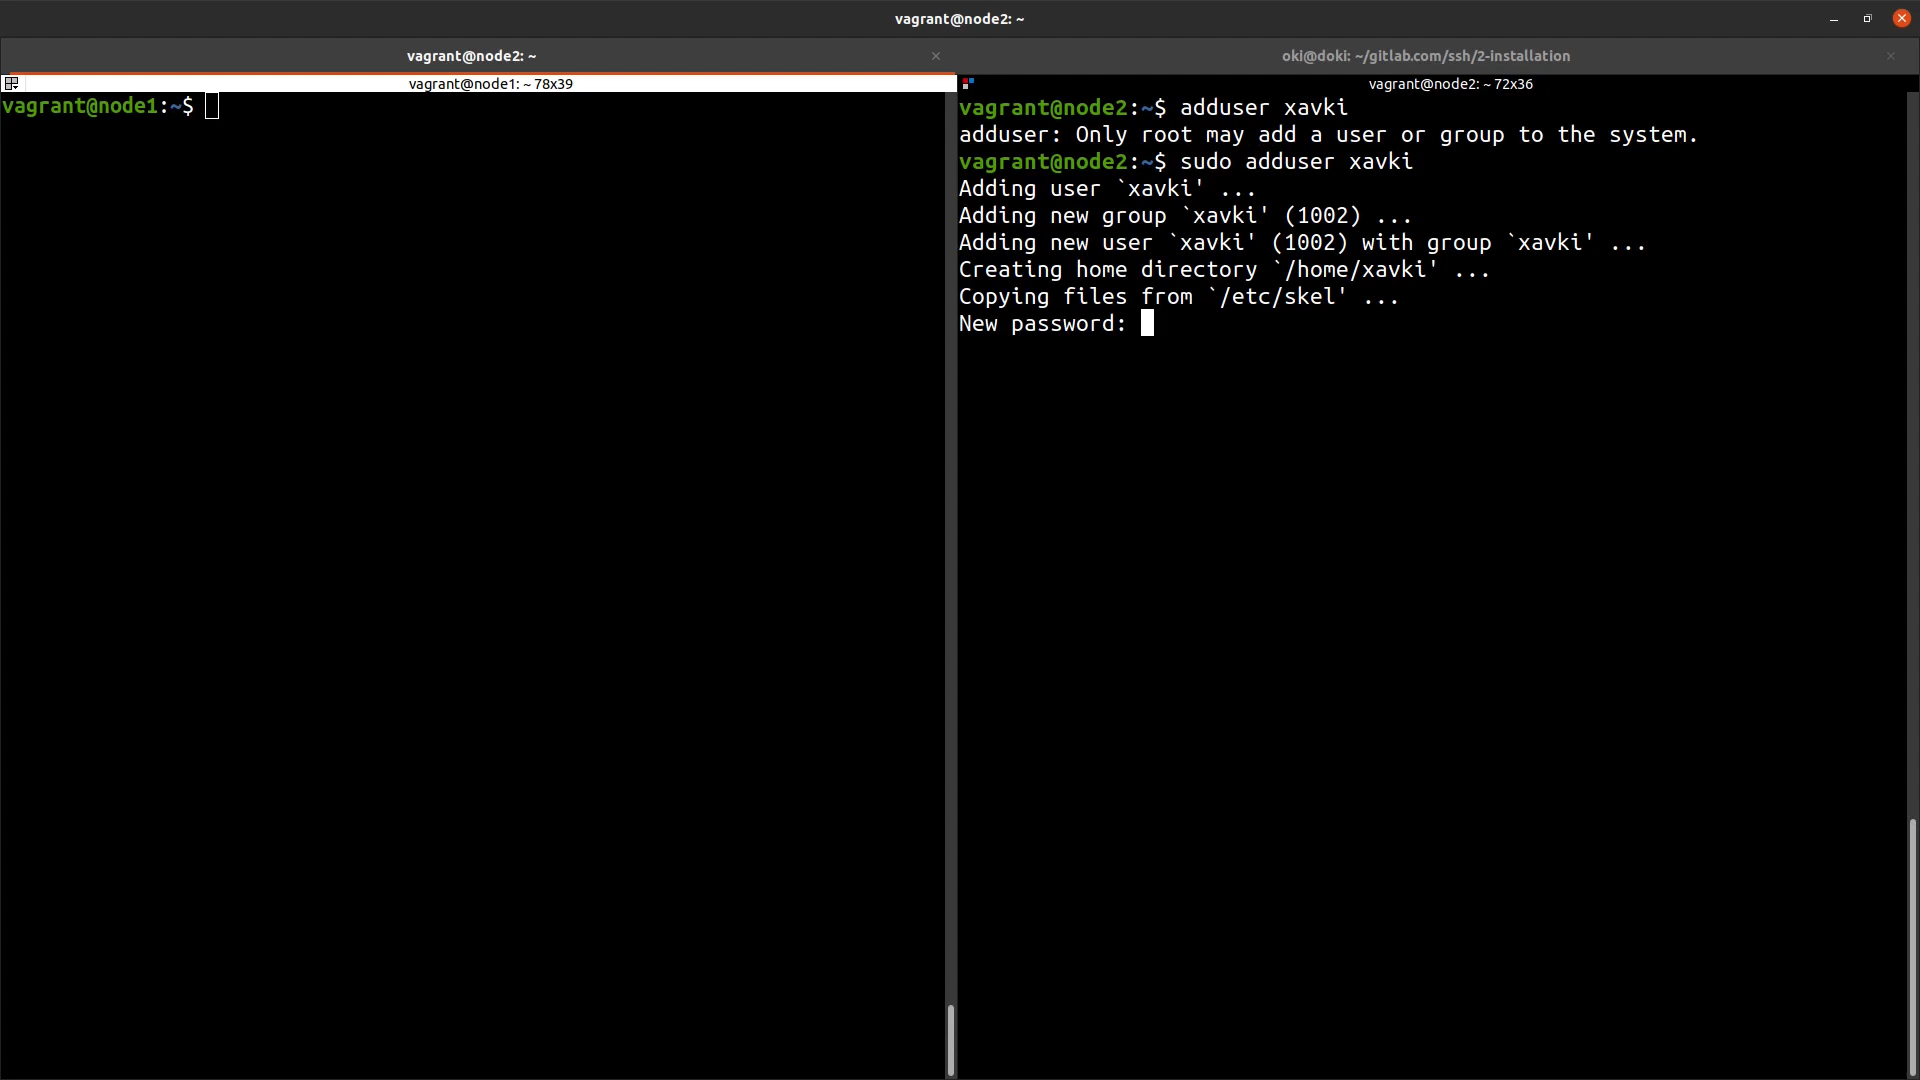 vagrant@node2: ~
vagrant@node2: ~
oki@doki: ~/gitlab.com/ssh/2-installation
vagrant@node1: ~ 78x39
vagrant@node1:~$
vagrant@node2: ~ 72x36
vagrant@node2:~$ adduser xavki
adduser: Only root may add a user or group to the system.
vagrant@node2:~$ sudo adduser xavki
Adding user `xavki' ...
Adding new group `xavki' (1002) ...
Adding new user `xavki' (1002) with group `xavki' ...
Creating home directory `/home/xavki' ...
Copying files from `/etc/skel' ...
New password: